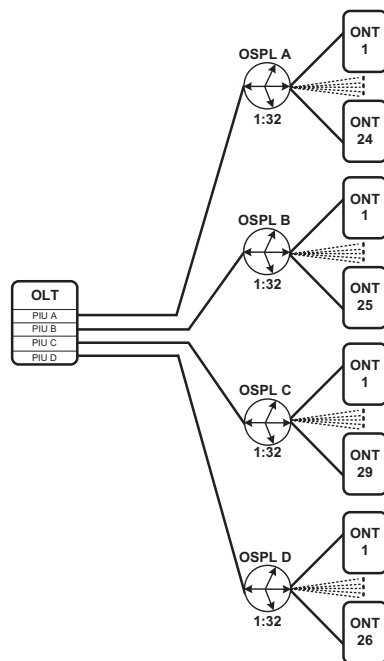 OSPL A
1:32
ONT
1
ONT
24
OSPL B
1:32
ONT
1
ONT
25
OLT
PIU A
PIU B
PIU C
PIU D
OSPL C
1:32
ONT
1
ONT
29
OSPL D
1:32
ONT
1
ONT
26